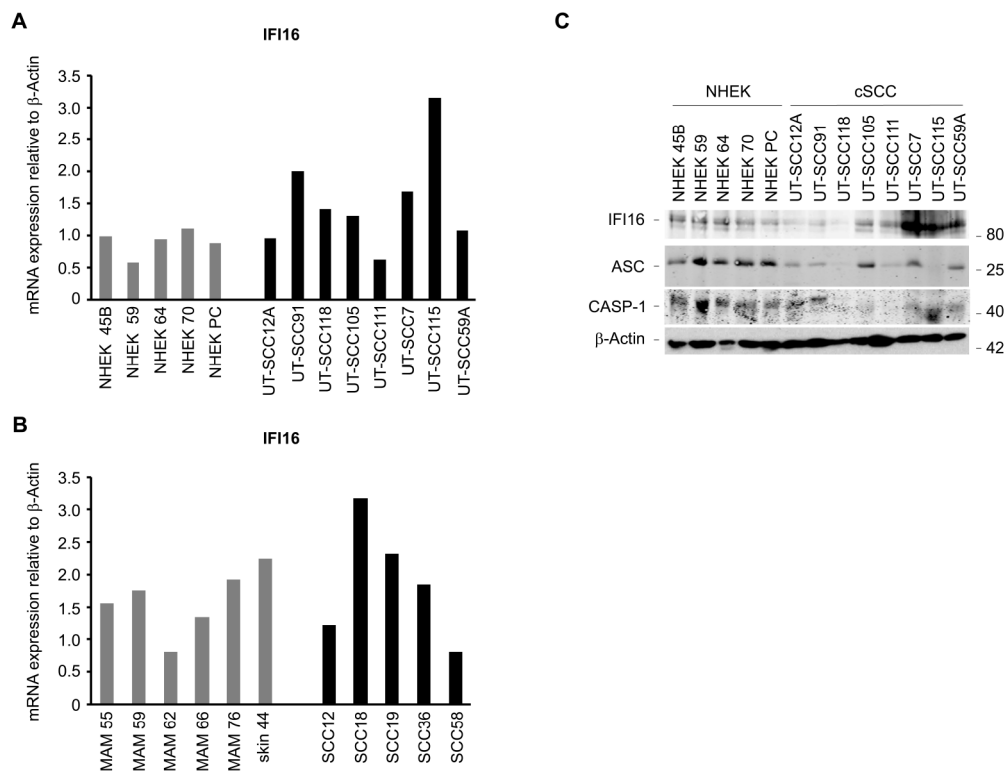 A
IFI16
mRNA expression relative to β-Actin
3.5
3.0
2.5
2.0
1.5
1.0
0.5
0
NHEK 45B
NHEK 59
NHEK 64
NHEK 70
NHEK PC
UT-SCC12A
UT-SCC91
UT-SCC118
UT-SCC105
UT-SCC111
UT-SCC7
UT-SCC115
UT-SCC59A
B
IFI16
mRNA expression relative to β-Actin
3.5
3.0
2.5
2.0
1.5
1.0
0.5
0
MAM 55
MAM 59
MAM 62
MAM 66
MAM 76
skin 44
SCC12
SCC18
SCC19
SCC36
SCC58
C
NHEK cSCC
NHEK 45B
NHEK 59
NHEK 64
NHEK 70
NHEK PC
UT-SCC12A
UT-SCC91
UT-SCC118
UT-SCC105
UT-SCC111
UT-SCC7
UT-SCC115
UT-SCC59A
IFI16 - - 80
ASC - - 25
CASP-1 - - 40
β-Actin - - 42